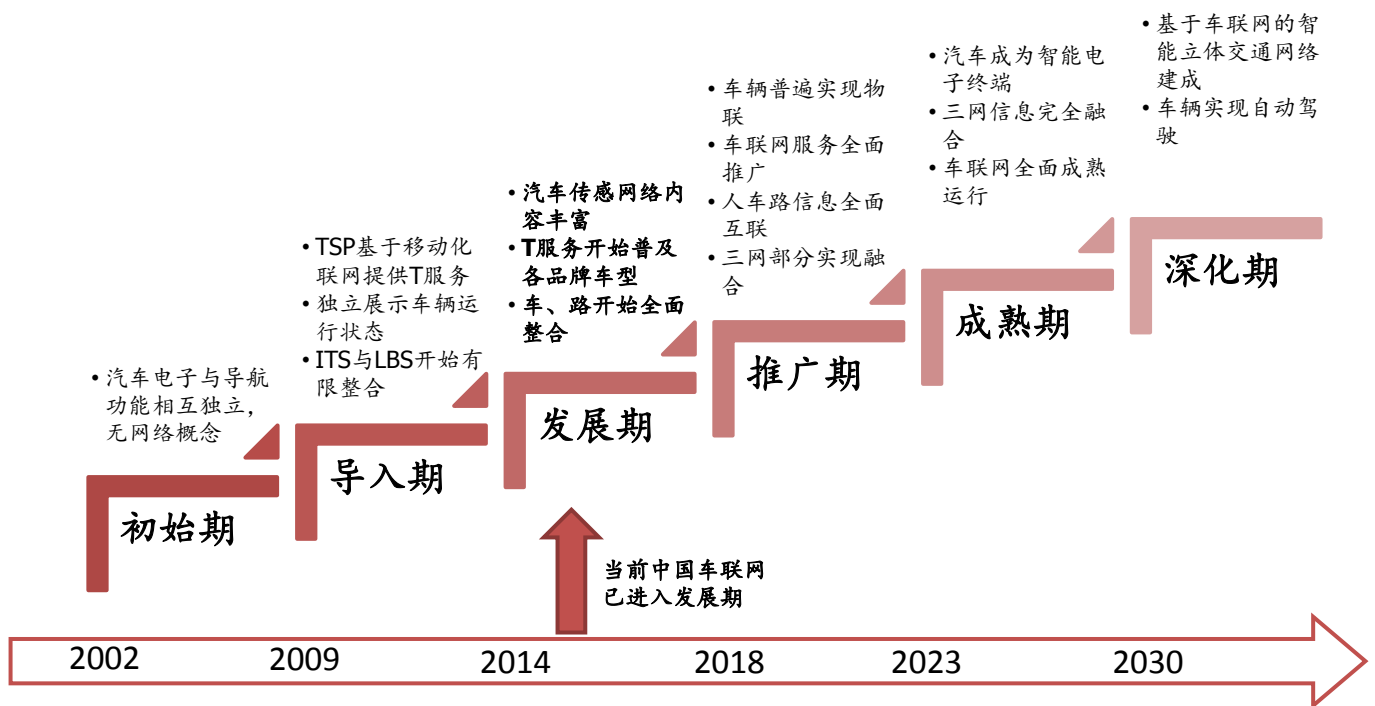 • 汽车电子与导航
功能相互独立，
无网络概念
初始期
• TSP基于移动化
联网提供T服务
• 独立展示车辆运
行状态
• ITS与LBS开始有
限整合
导入期
• 汽车传感网络内
容丰富
• T服务开始普及
各品牌车型
• 车、路开始全面
整合
发展期
• 车辆普遍实现物
联
• 车联网服务全面
推广
• 人车路信息全面
互联
• 三网部分实现融
合
推广期
• 汽车成为智能电
子终端
• 三网信息完全融
合
• 车联网全面成熟
运行
成熟期
• 基于车联网的智
能立体交通网络
建成
• 车辆实现自动驾
驶
深化期
当前中国车联网
已进入发展期
2002
2009
2014
2018
2023
2030